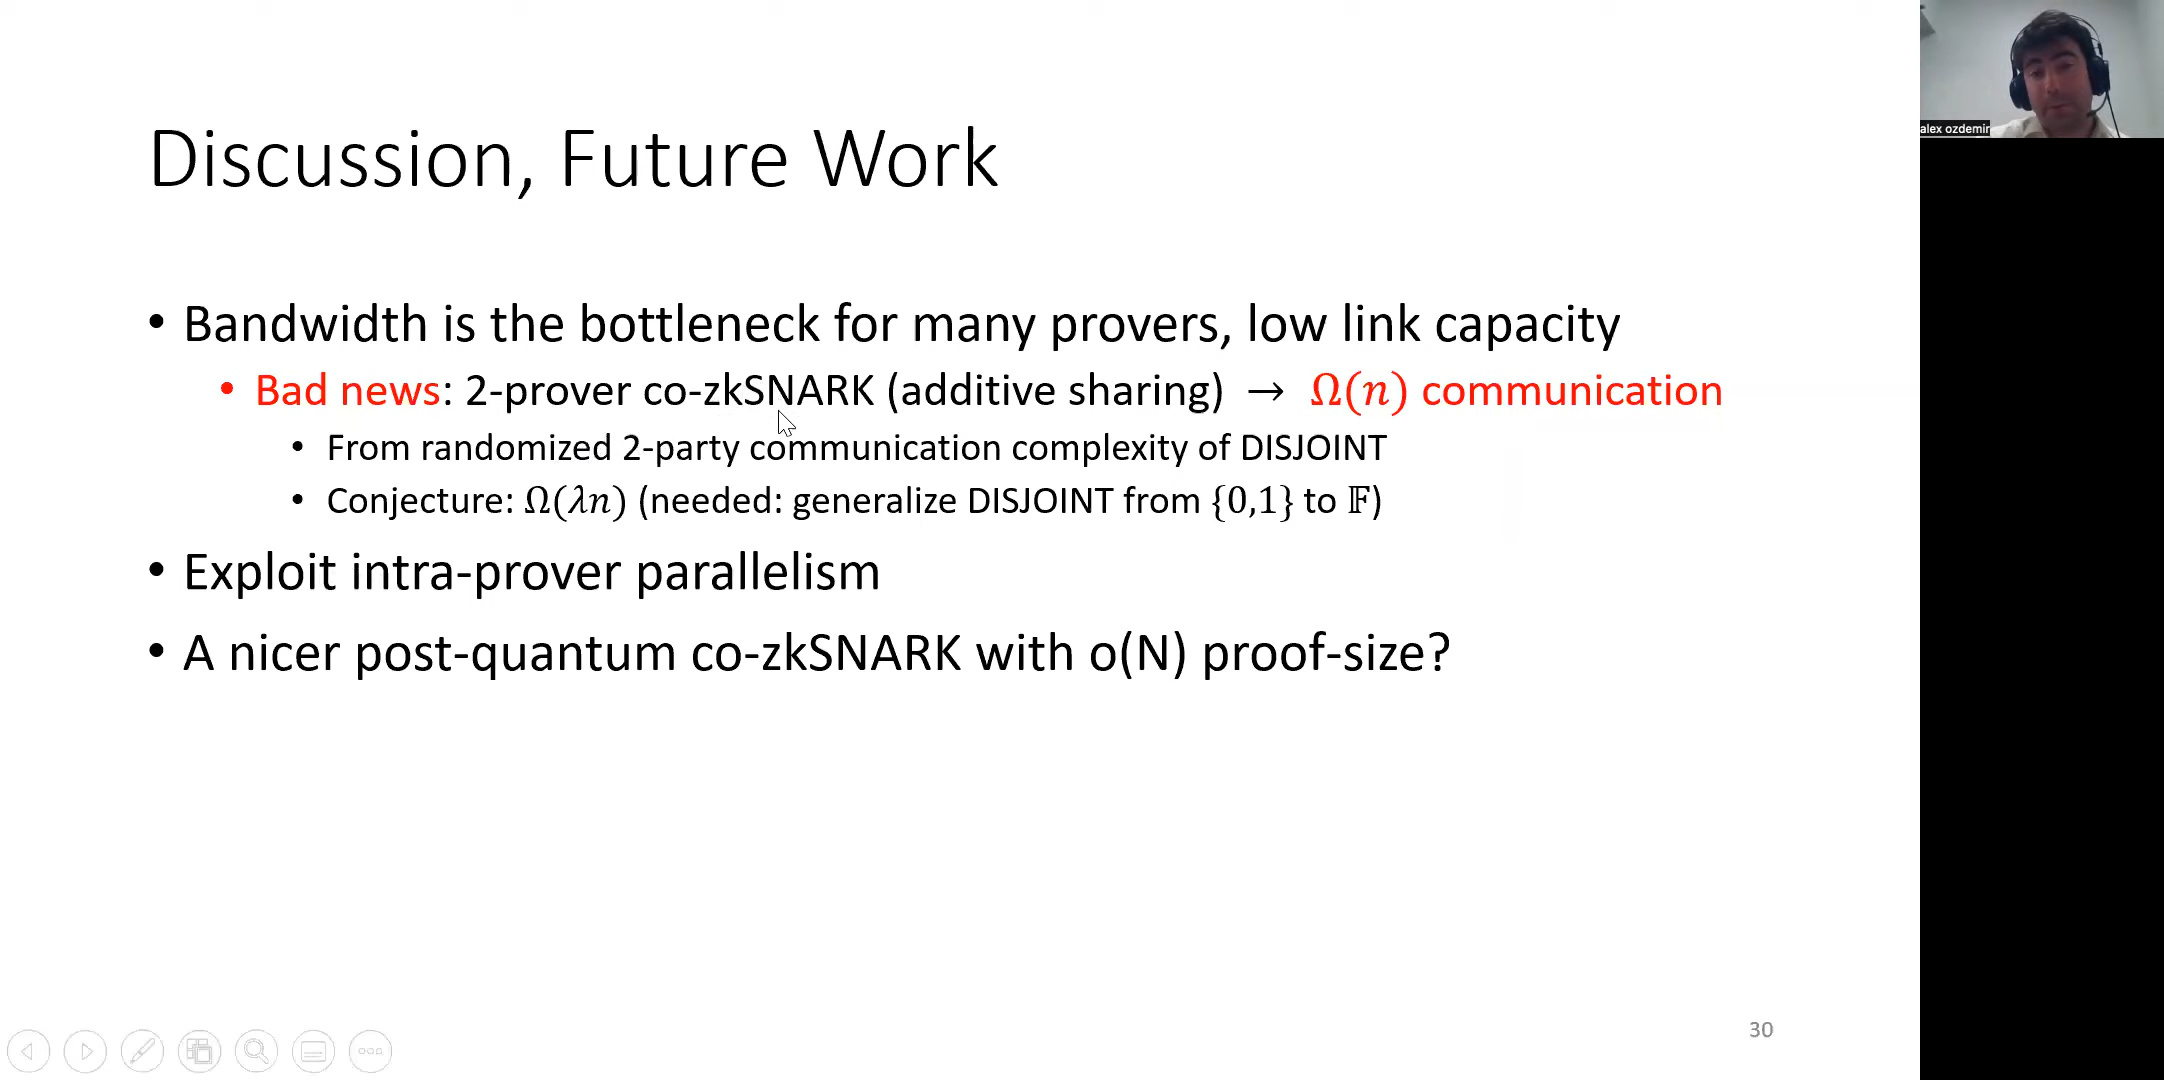 Discussion, Future Work
• Bandwidth is the bottleneck for many provers, low link capacity
• Bad news: 2-prover co-zkSNARK (additive sharing) → Ω(n) communication
• From randomized 2-party communication complexity of DISJOINT
• Conjecture: Ω(λn) (needed: generalize DISJOINT from {0,1} to 𝔽)
• Exploit intra-prover parallelism
• A nicer post-quantum co-zkSNARK with o(N) proof-size?
30
alex ozdemir